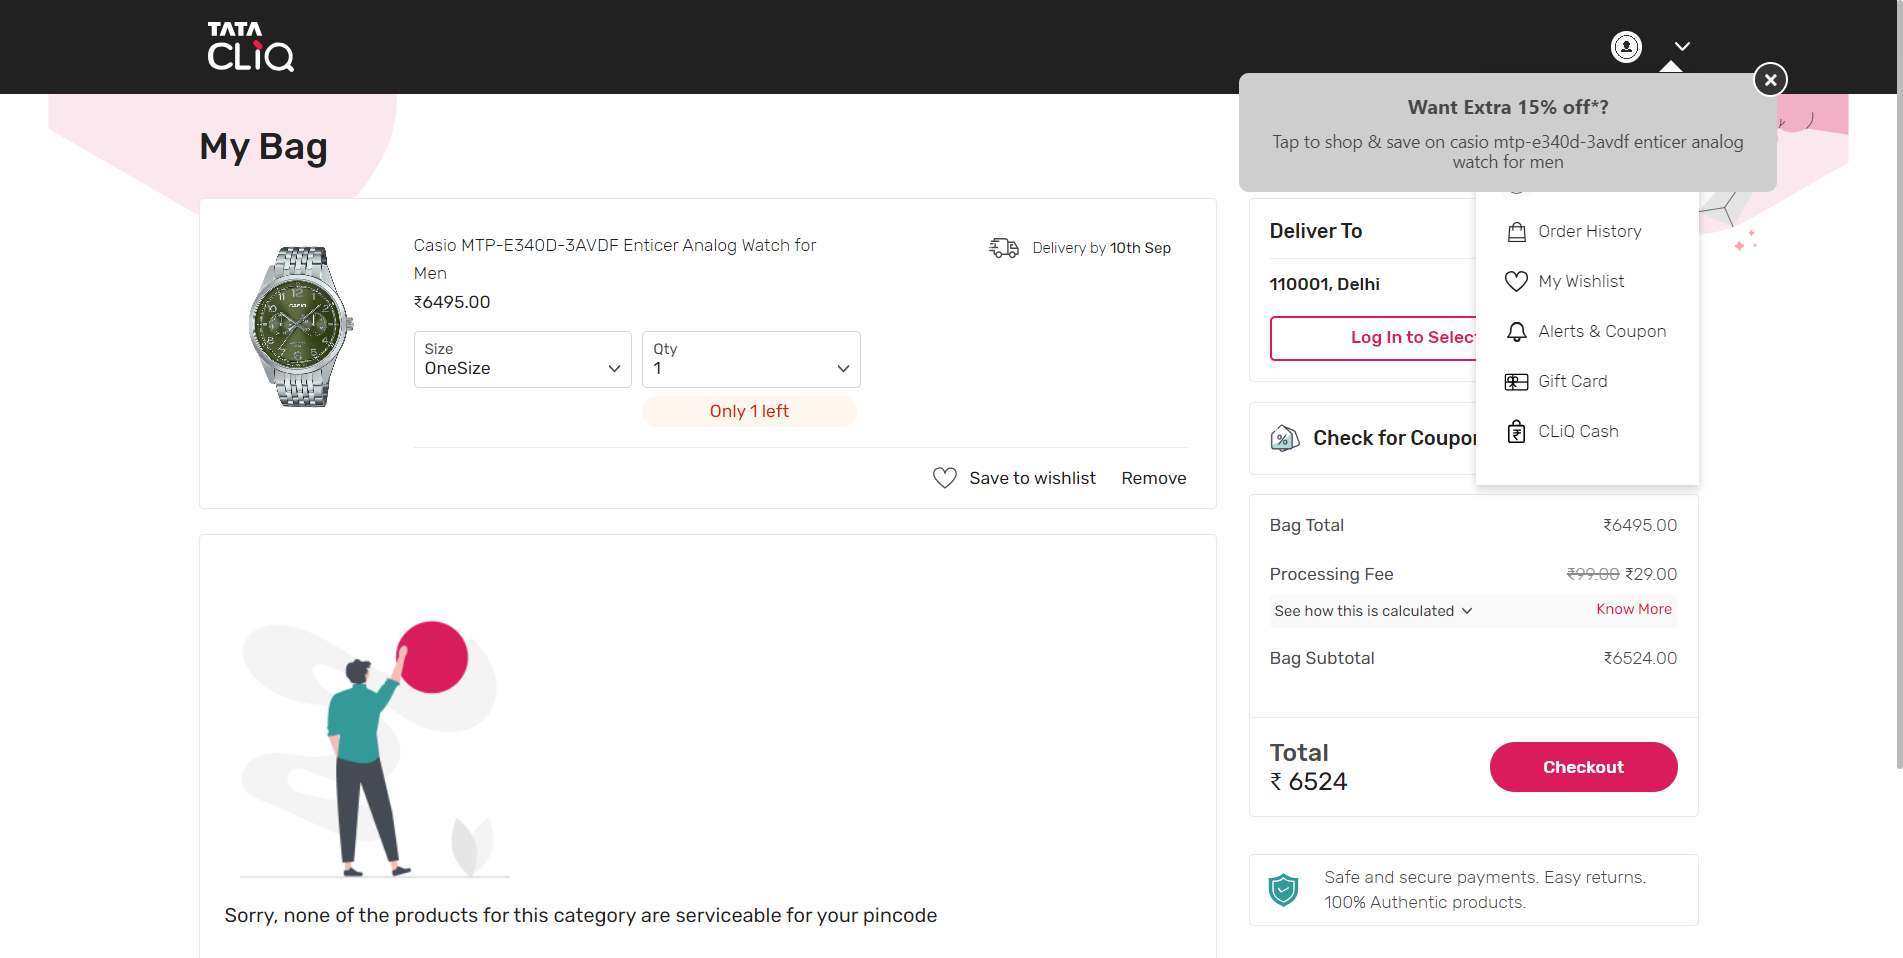 TATA
CLiQ
Want Extra 15% off*?
Tap to shop & save on casio mtp-e340d-3avdf enticer analog
watch for men
My Bag
Casio MTP-E340D-3AVDF Enticer Analog Watch for
Men
₹6495.00
Delivery by 10th Sep
Size
OneSize
Qty
1
Only 1 left
Save to wishlist
Remove
Sorry, none of the products for this category are serviceable for your pincode
Deliver To
110001, Delhi
Log In to Select
Order History
My Wishlist
Alerts & Coupon
Gift Card
CLiQ Cash
Check for Coupon
Bag Total
₹6495.00
Processing Fee
₹99.00 ₹29.00
See how this is calculated
Know More
Bag Subtotal
₹6524.00
Total
₹ 6524
Checkout
Safe and secure payments. Easy returns.
100% Authentic products.